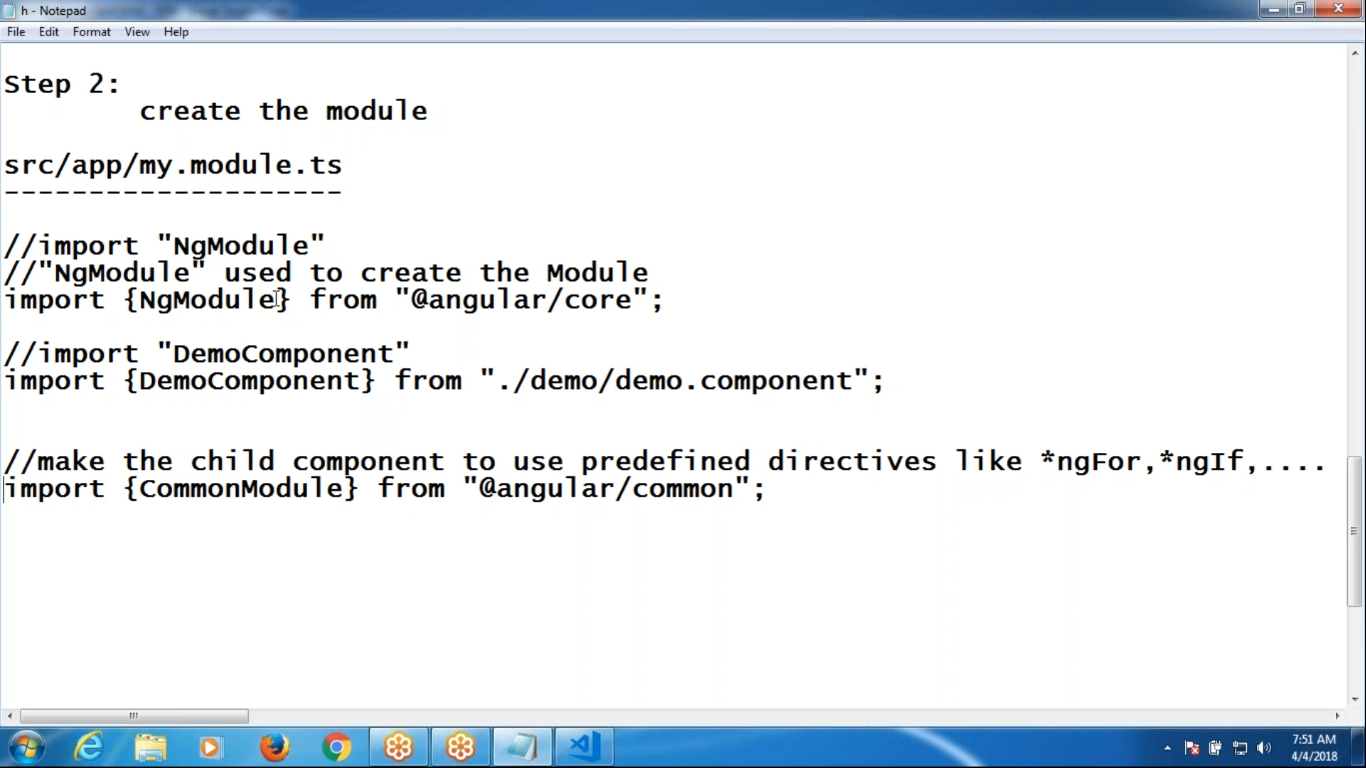 h - Notepad
File Edit Format View Help
Step 2:
create the module
src/app/my.module.ts
--------------------
//import "NgModule"
//"NgModule" used to create the Module
import {NgModule} from "@angular/core";
//import "DemoComponent"
import {DemoComponent} from "./demo/demo.component";
//make the child component to use predefined directives like *ngFor,*ngIf,....
import {CommonModule} from "@angular/common";
7:51 AM
4/4/2018